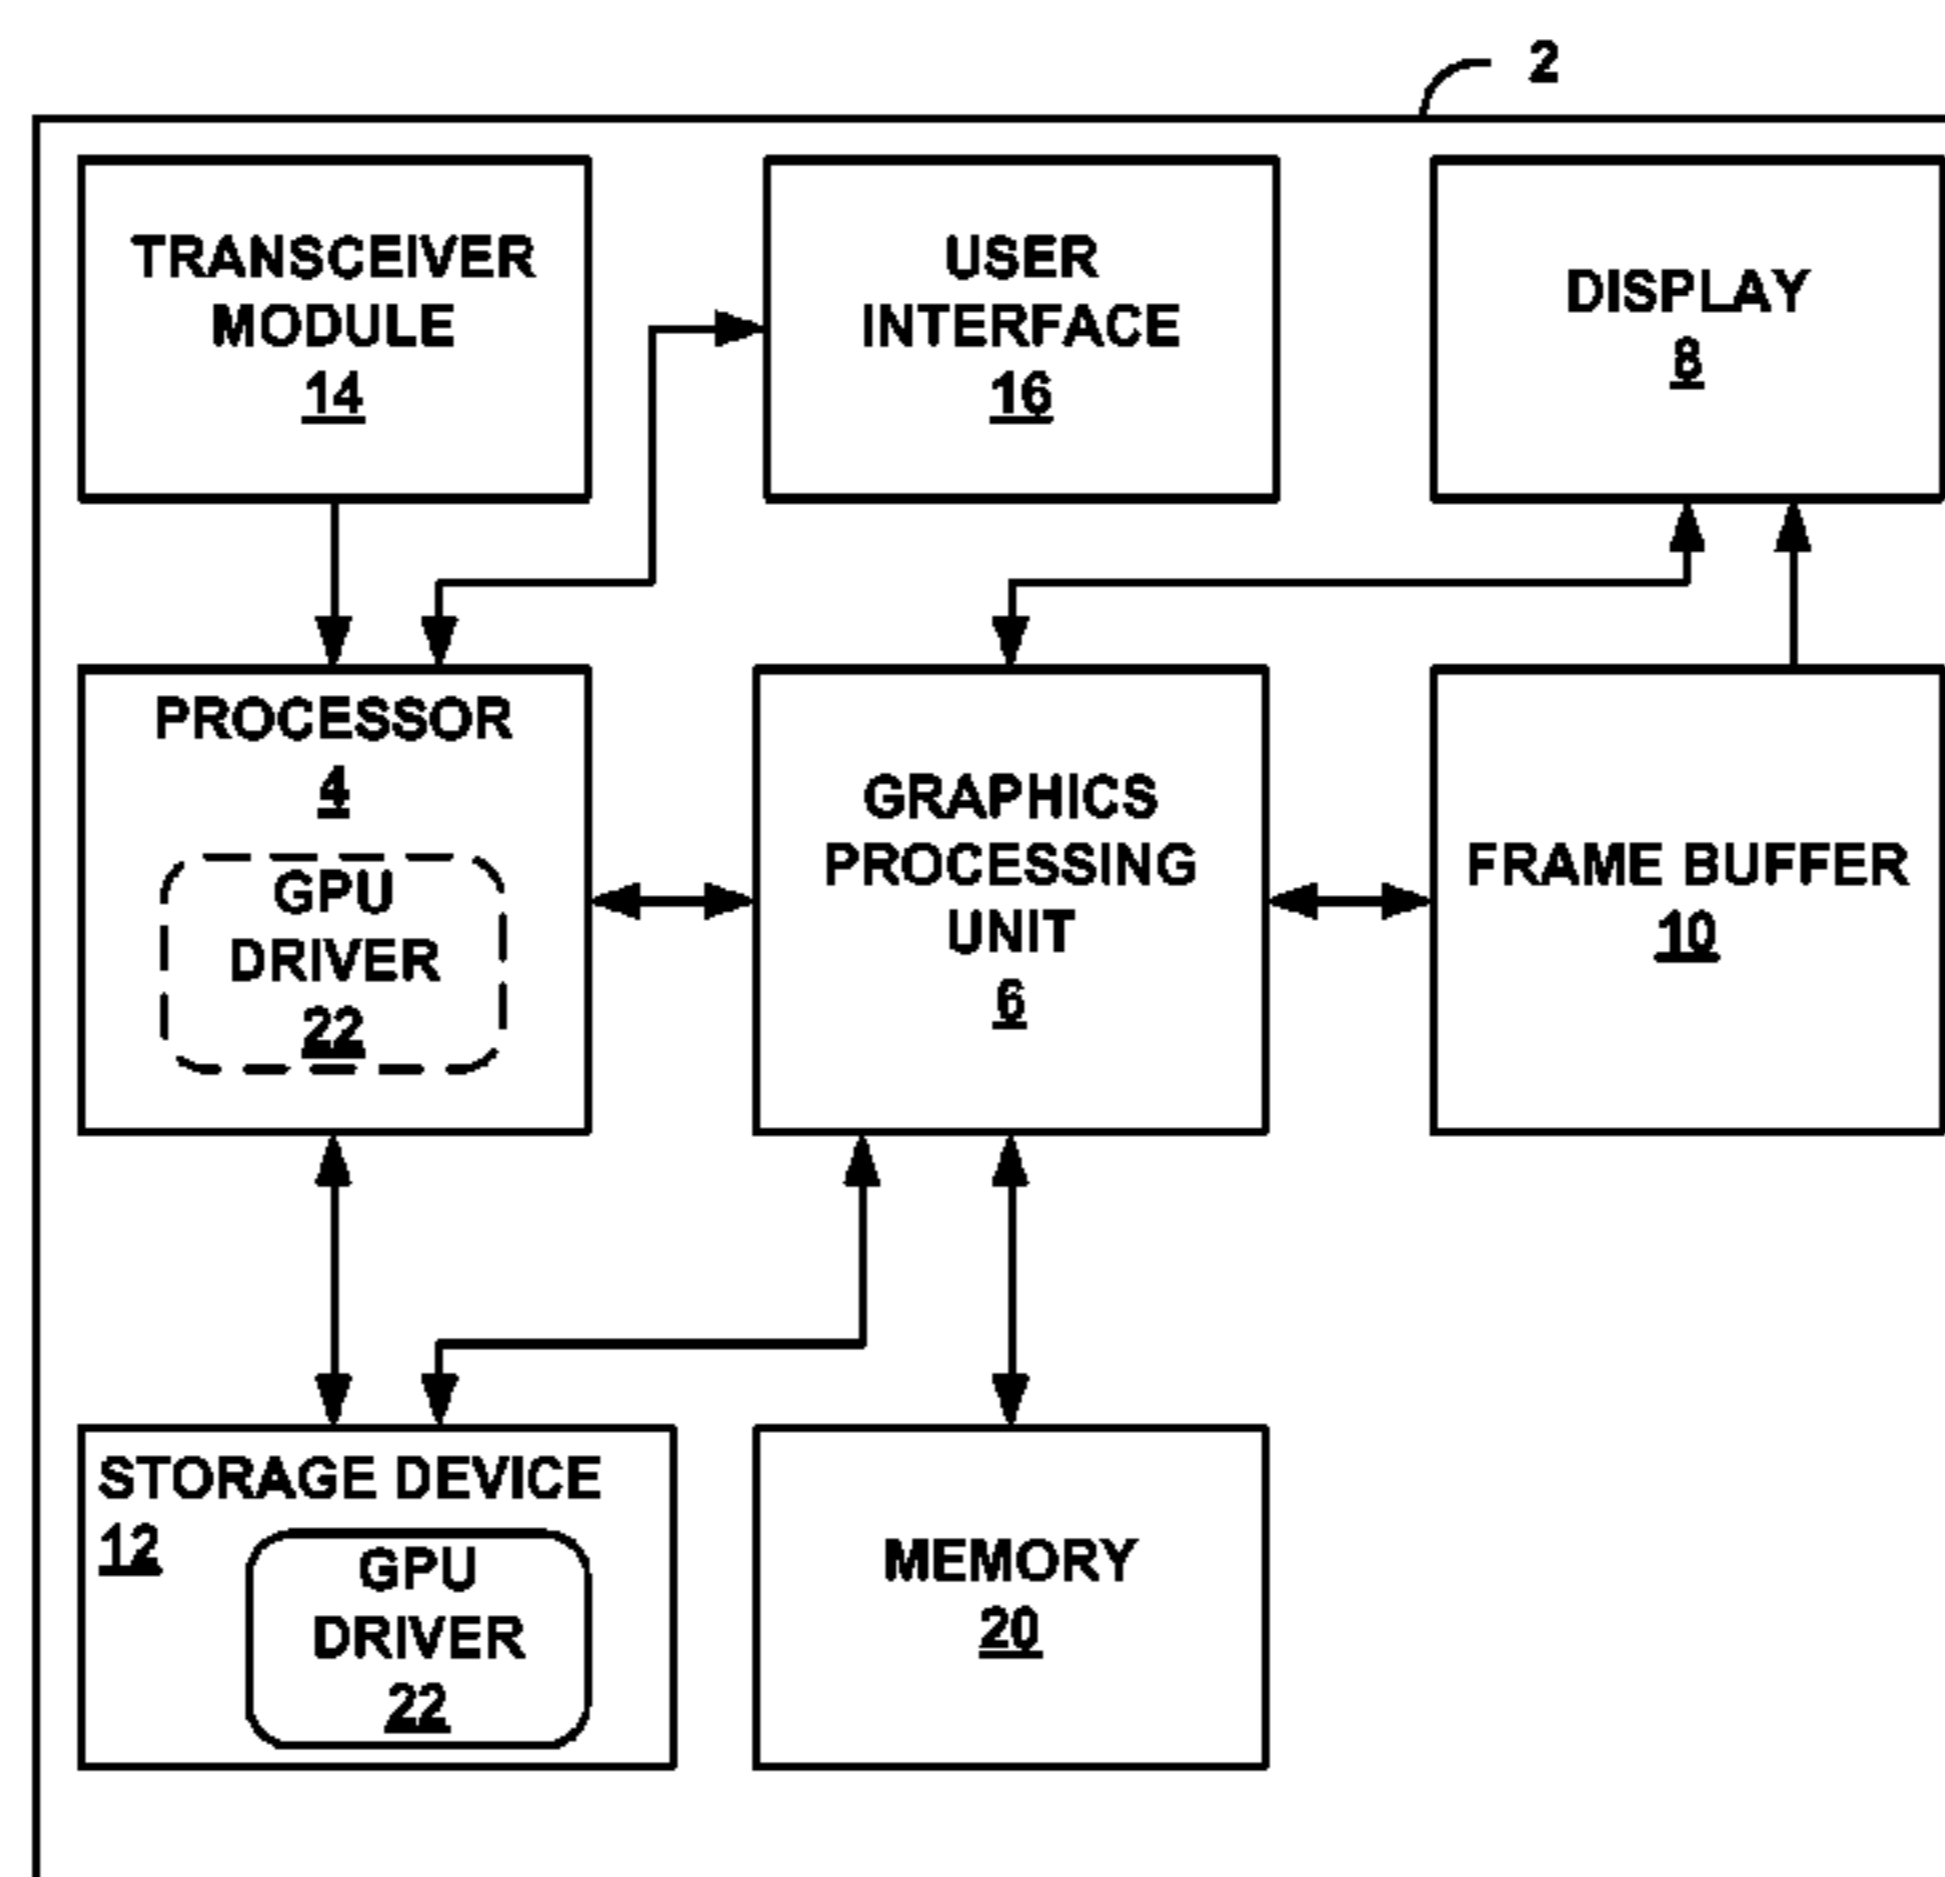 2
TRANSCEIVER
MODULE
14
USER
INTERFACE
16
DISPLAY
8
PROCESSOR
4
GPU
DRIVER
22
GRAPHICS
PROCESSING
UNIT
6
FRAME BUFFER
10
STORAGE DEVICE
12
GPU
DRIVER
22
MEMORY
20